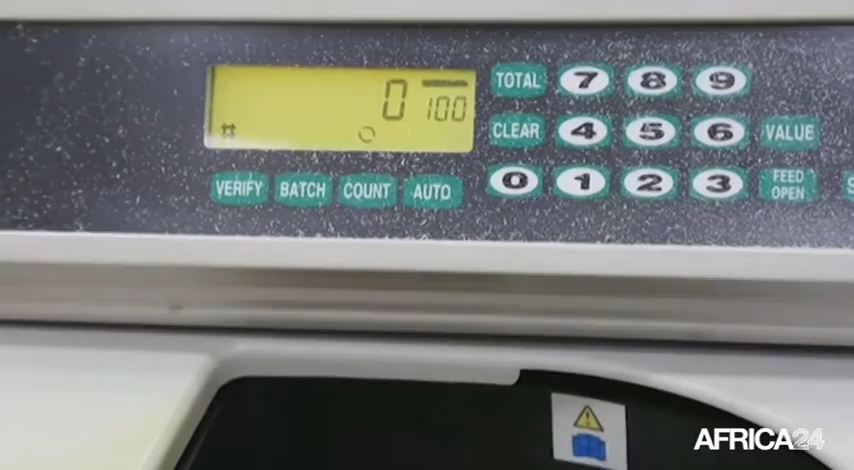 0 100
TOTAL 7 8 9
CLEAR 4 5 6 VALUE
0 1 2 3 FEED OPEN
VERIFY BATCH COUNT AUTO
AFRICA24